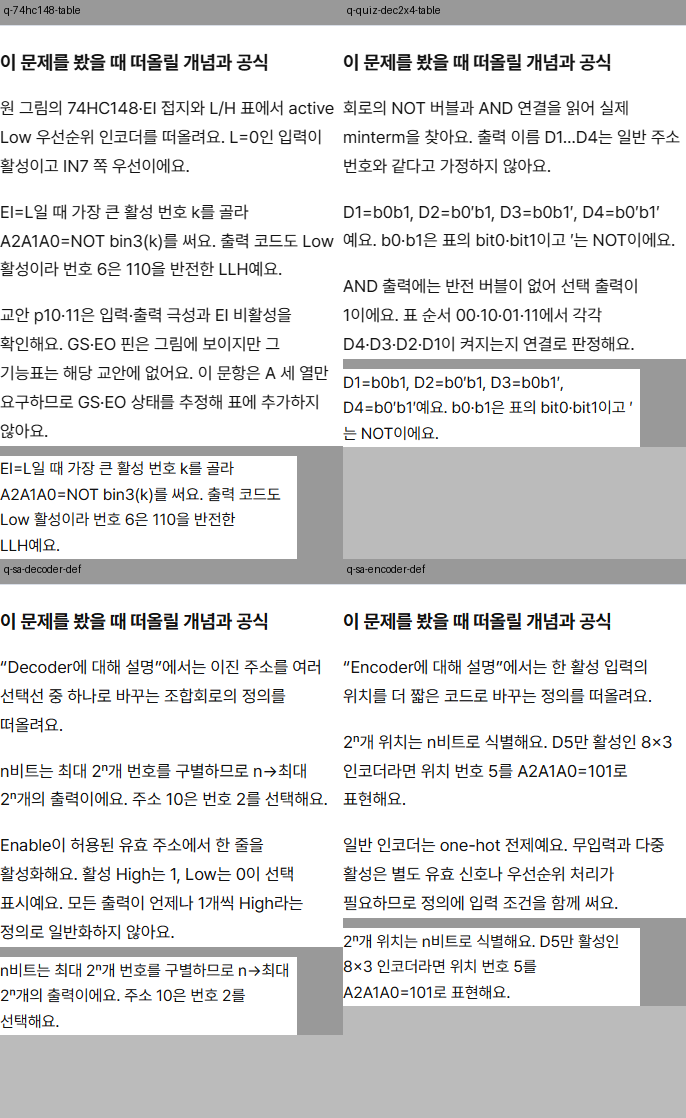 q-74hc148-table
이 문제를 봤을 때 떠올릴 개념과 공식
원 그림의 74HC148·EI 접지와 L/H 표에서 active
Low 우선순위 인코더를 떠올려요. L=0인 입력이
활성이고 IN7 쪽 우선이에요.
EI=L일 때 가장 큰 활성 번호 k를 골라
A2A1A0=NOT bin3(k)를 써요. 출력 코드도 Low
활성이라 번호 6은 110을 반전한 LLH예요.
교안 p10·11은 입력·출력 극성과 EI 비활성을
확인해요. GS·EO 핀은 그림에 보이지만 그
기능표는 해당 교안에 없어요. 이 문항은 A 세 열만
요구하므로 GS·EO 상태를 추정해 표에 추가하지
않아요.
EI=L일 때 가장 큰 활성 번호 k를 골라
A2A1A0=NOT bin3(k)를 써요. 출력 코드도
Low 활성이라 번호 6은 110을 반전한
LLH예요.
q-quiz-dec2x4-table
이 문제를 봤을 때 떠올릴 개념과 공식
회로의 NOT 버블과 AND 연결을 읽어 실제
minterm을 찾아요. 출력 이름 D1…D4는 일반 주소
번호와 같다고 가정하지 않아요.
D1=b0b1, D2=b0′b1, D3=b0b1′, D4=b0′b1′
예요. b0·b1은 표의 bit0·bit1이고 ′는 NOT이에요.
AND 출력에는 반전 버블이 없어 선택 출력이
1이에요. 표 순서 00·10·01·11에서 각각
D4·D3·D2·D1이 켜지는지 연결로 판정해요.
D1=b0b1, D2=b0′b1, D3=b0b1′,
D4=b0′b1′예요. b0·b1은 표의 bit0·bit1이고 ′
는 NOT이에요.
q-sa-decoder-def
이 문제를 봤을 때 떠올릴 개념과 공식
“Decoder에 대해 설명”에서는 이진 주소를 여러
선택선 중 하나로 바꾸는 조합회로의 정의를
떠올려요.
n비트는 최대 2ⁿ개 번호를 구별하므로 n→최대
2ⁿ개의 출력이에요. 주소 10은 번호 2를 선택해요.
Enable이 허용된 유효 주소에서 한 줄을
활성화해요. 활성 High는 1, Low는 0이 선택
표시예요. 모든 출력이 언제나 1개씩 High라는
정의로 일반화하지 않아요.
n비트는 최대 2ⁿ개 번호를 구별하므로 n→최대
2ⁿ개의 출력이에요. 주소 10은 번호 2를
선택해요.
q-sa-encoder-def
이 문제를 봤을 때 떠올릴 개념과 공식
“Encoder에 대해 설명”에서는 한 활성 입력의
위치를 더 짧은 코드로 바꾸는 정의를 떠올려요.
2ⁿ개 위치는 n비트로 식별해요. D5만 활성인 8×3
인코더라면 위치 번호 5를 A2A1A0=101로
표현해요.
일반 인코더는 one-hot 전제예요. 무입력과 다중
활성은 별도 유효 신호나 우선순위 처리가
필요하므로 정의에 입력 조건을 함께 써요.
2ⁿ개 위치는 n비트로 식별해요. D5만 활성인
8×3 인코더라면 위치 번호 5를
A2A1A0=101로 표현해요.